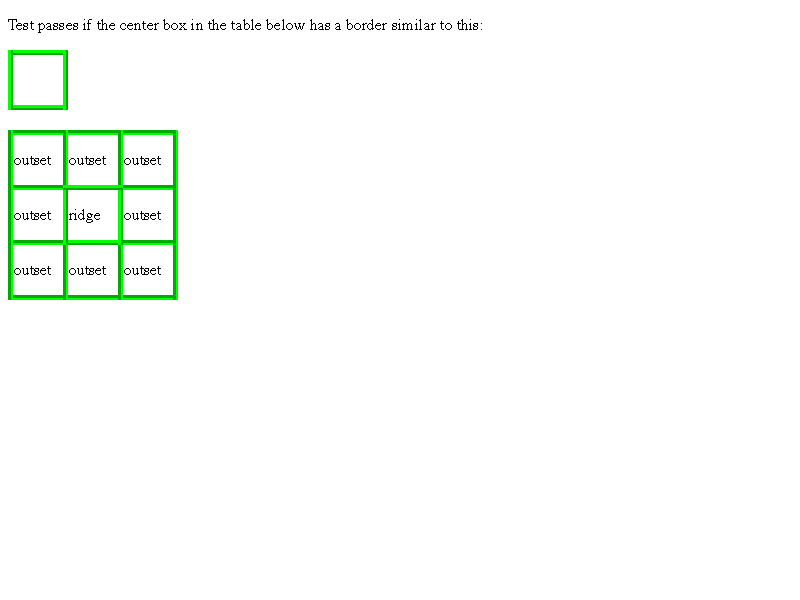 Test passes if the center box in the table below has a border similar to this:
outset outset outset
outset ridge outset
outset outset outset